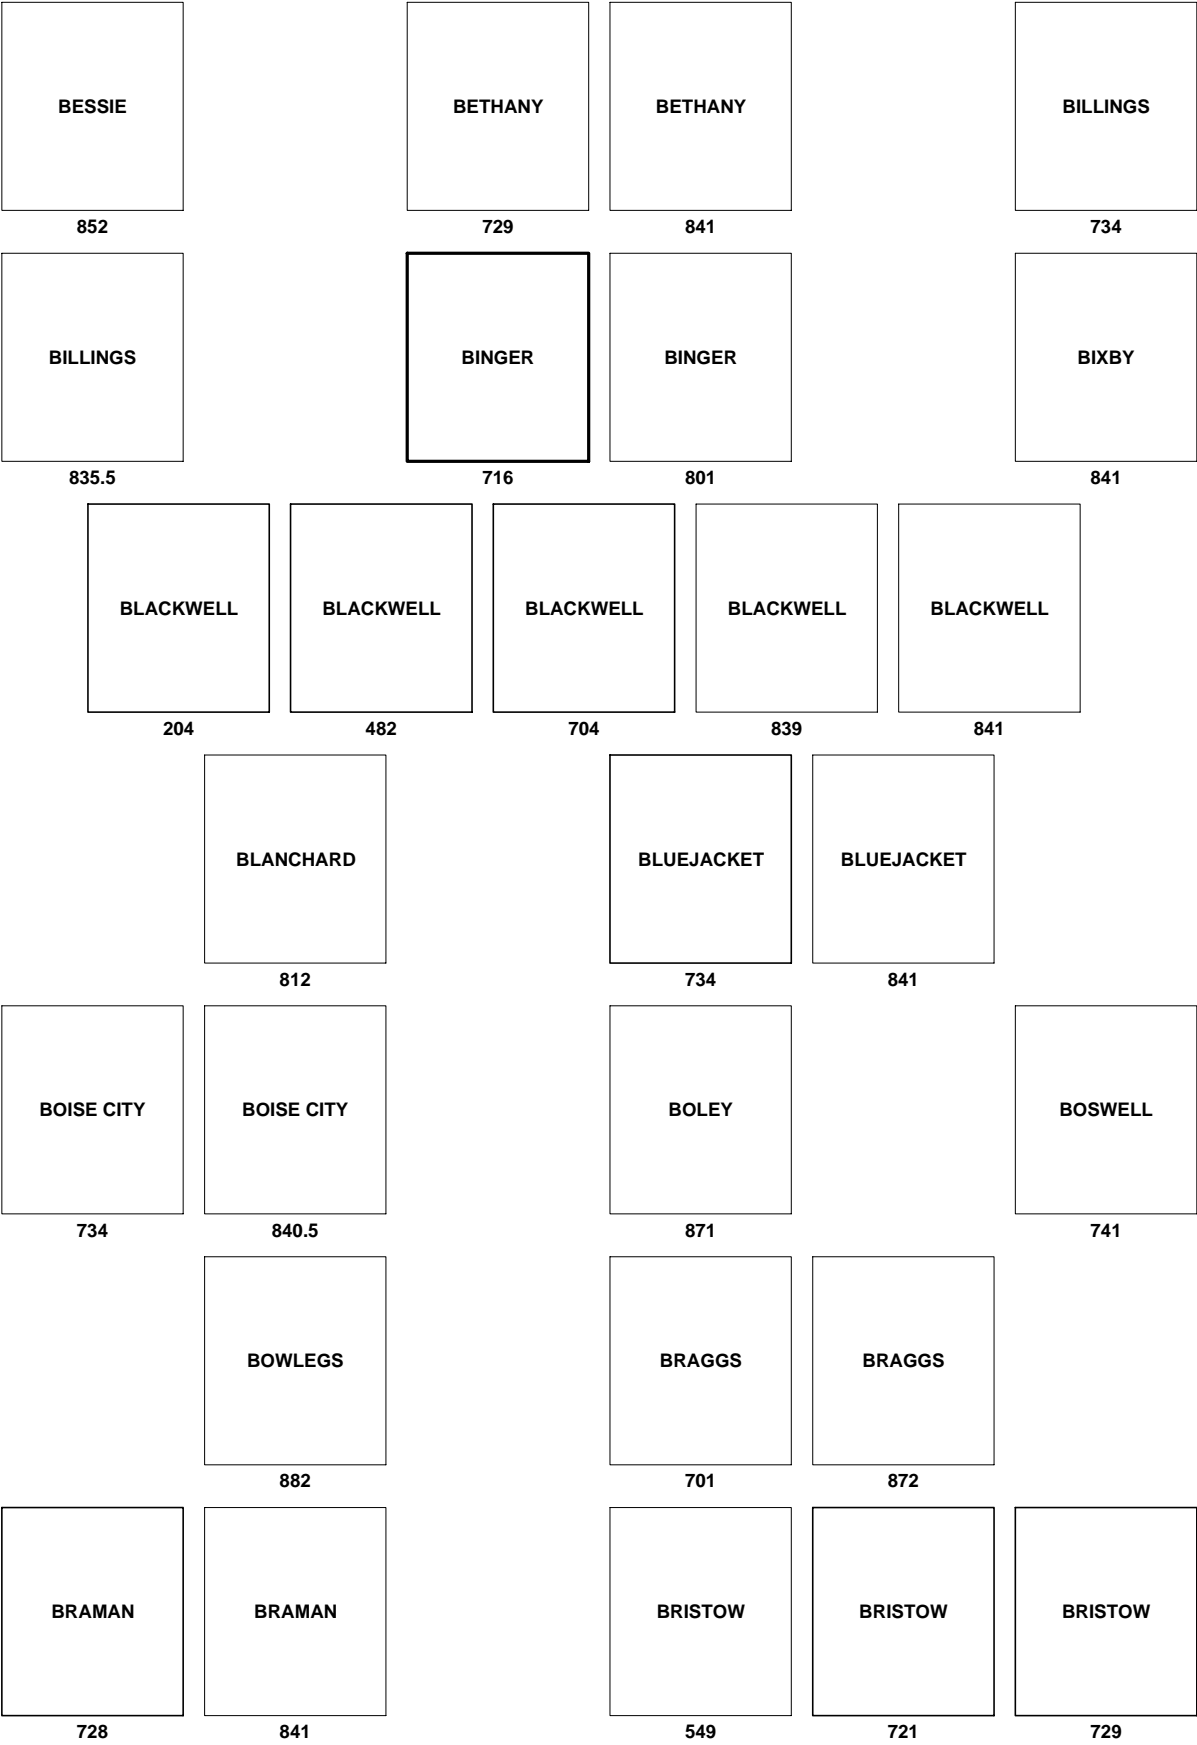 BESSIE BETHANY BETHANY BILLINGS
852 729 841 734
BILLINGS BINGER BINGER BIXBY
835.5 716 801 841
BLACKWELL BLACKWELL BLACKWELL BLACKWELL BLACKWELL
204 482 704 839 841
BLANCHARD BLUEJACKET BLUEJACKET
812 734 841
BOISE CITY BOISE CITY BOLEY BOSWELL
734 840.5 871 741
BOWLEGS BRAGGS BRAGGS
882 701 872
BRAMAN BRAMAN BRISTOW BRISTOW BRISTOW
728 841 549 721 729